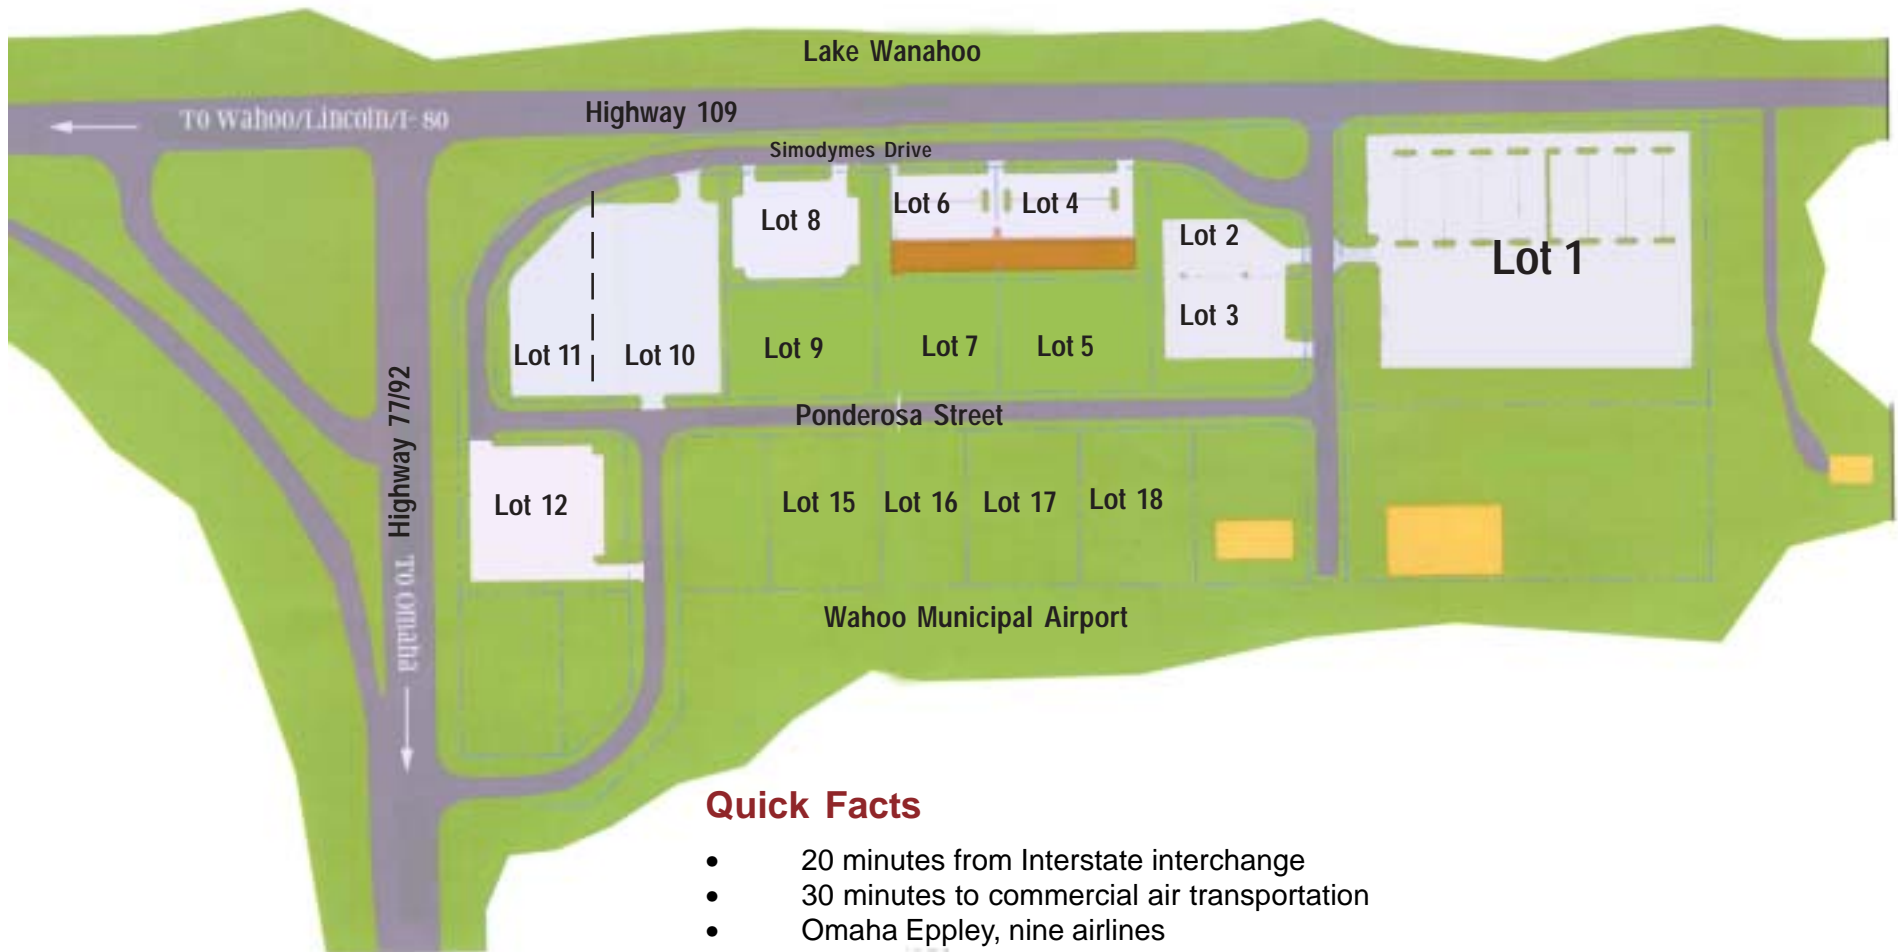 Lake Wanahoo
To Wahoo/Lincoln/I- 80
Highway 109
Simodymes Drive
Lot 6
Lot 4
Lot 8
Lot 2
Lot 1
Lot 3
Lot 11
Lot 10
Lot 9
Lot 7
Lot 5
Highway 77/92
To Omaha
Ponderosa Street
Lot 12
Lot 15
Lot 16
Lot 17
Lot 18
Wahoo Municipal Airport
Quick Facts
• 20 minutes from Interstate interchange
• 30 minutes to commercial air transportation
• Omaha Eppley, nine airlines